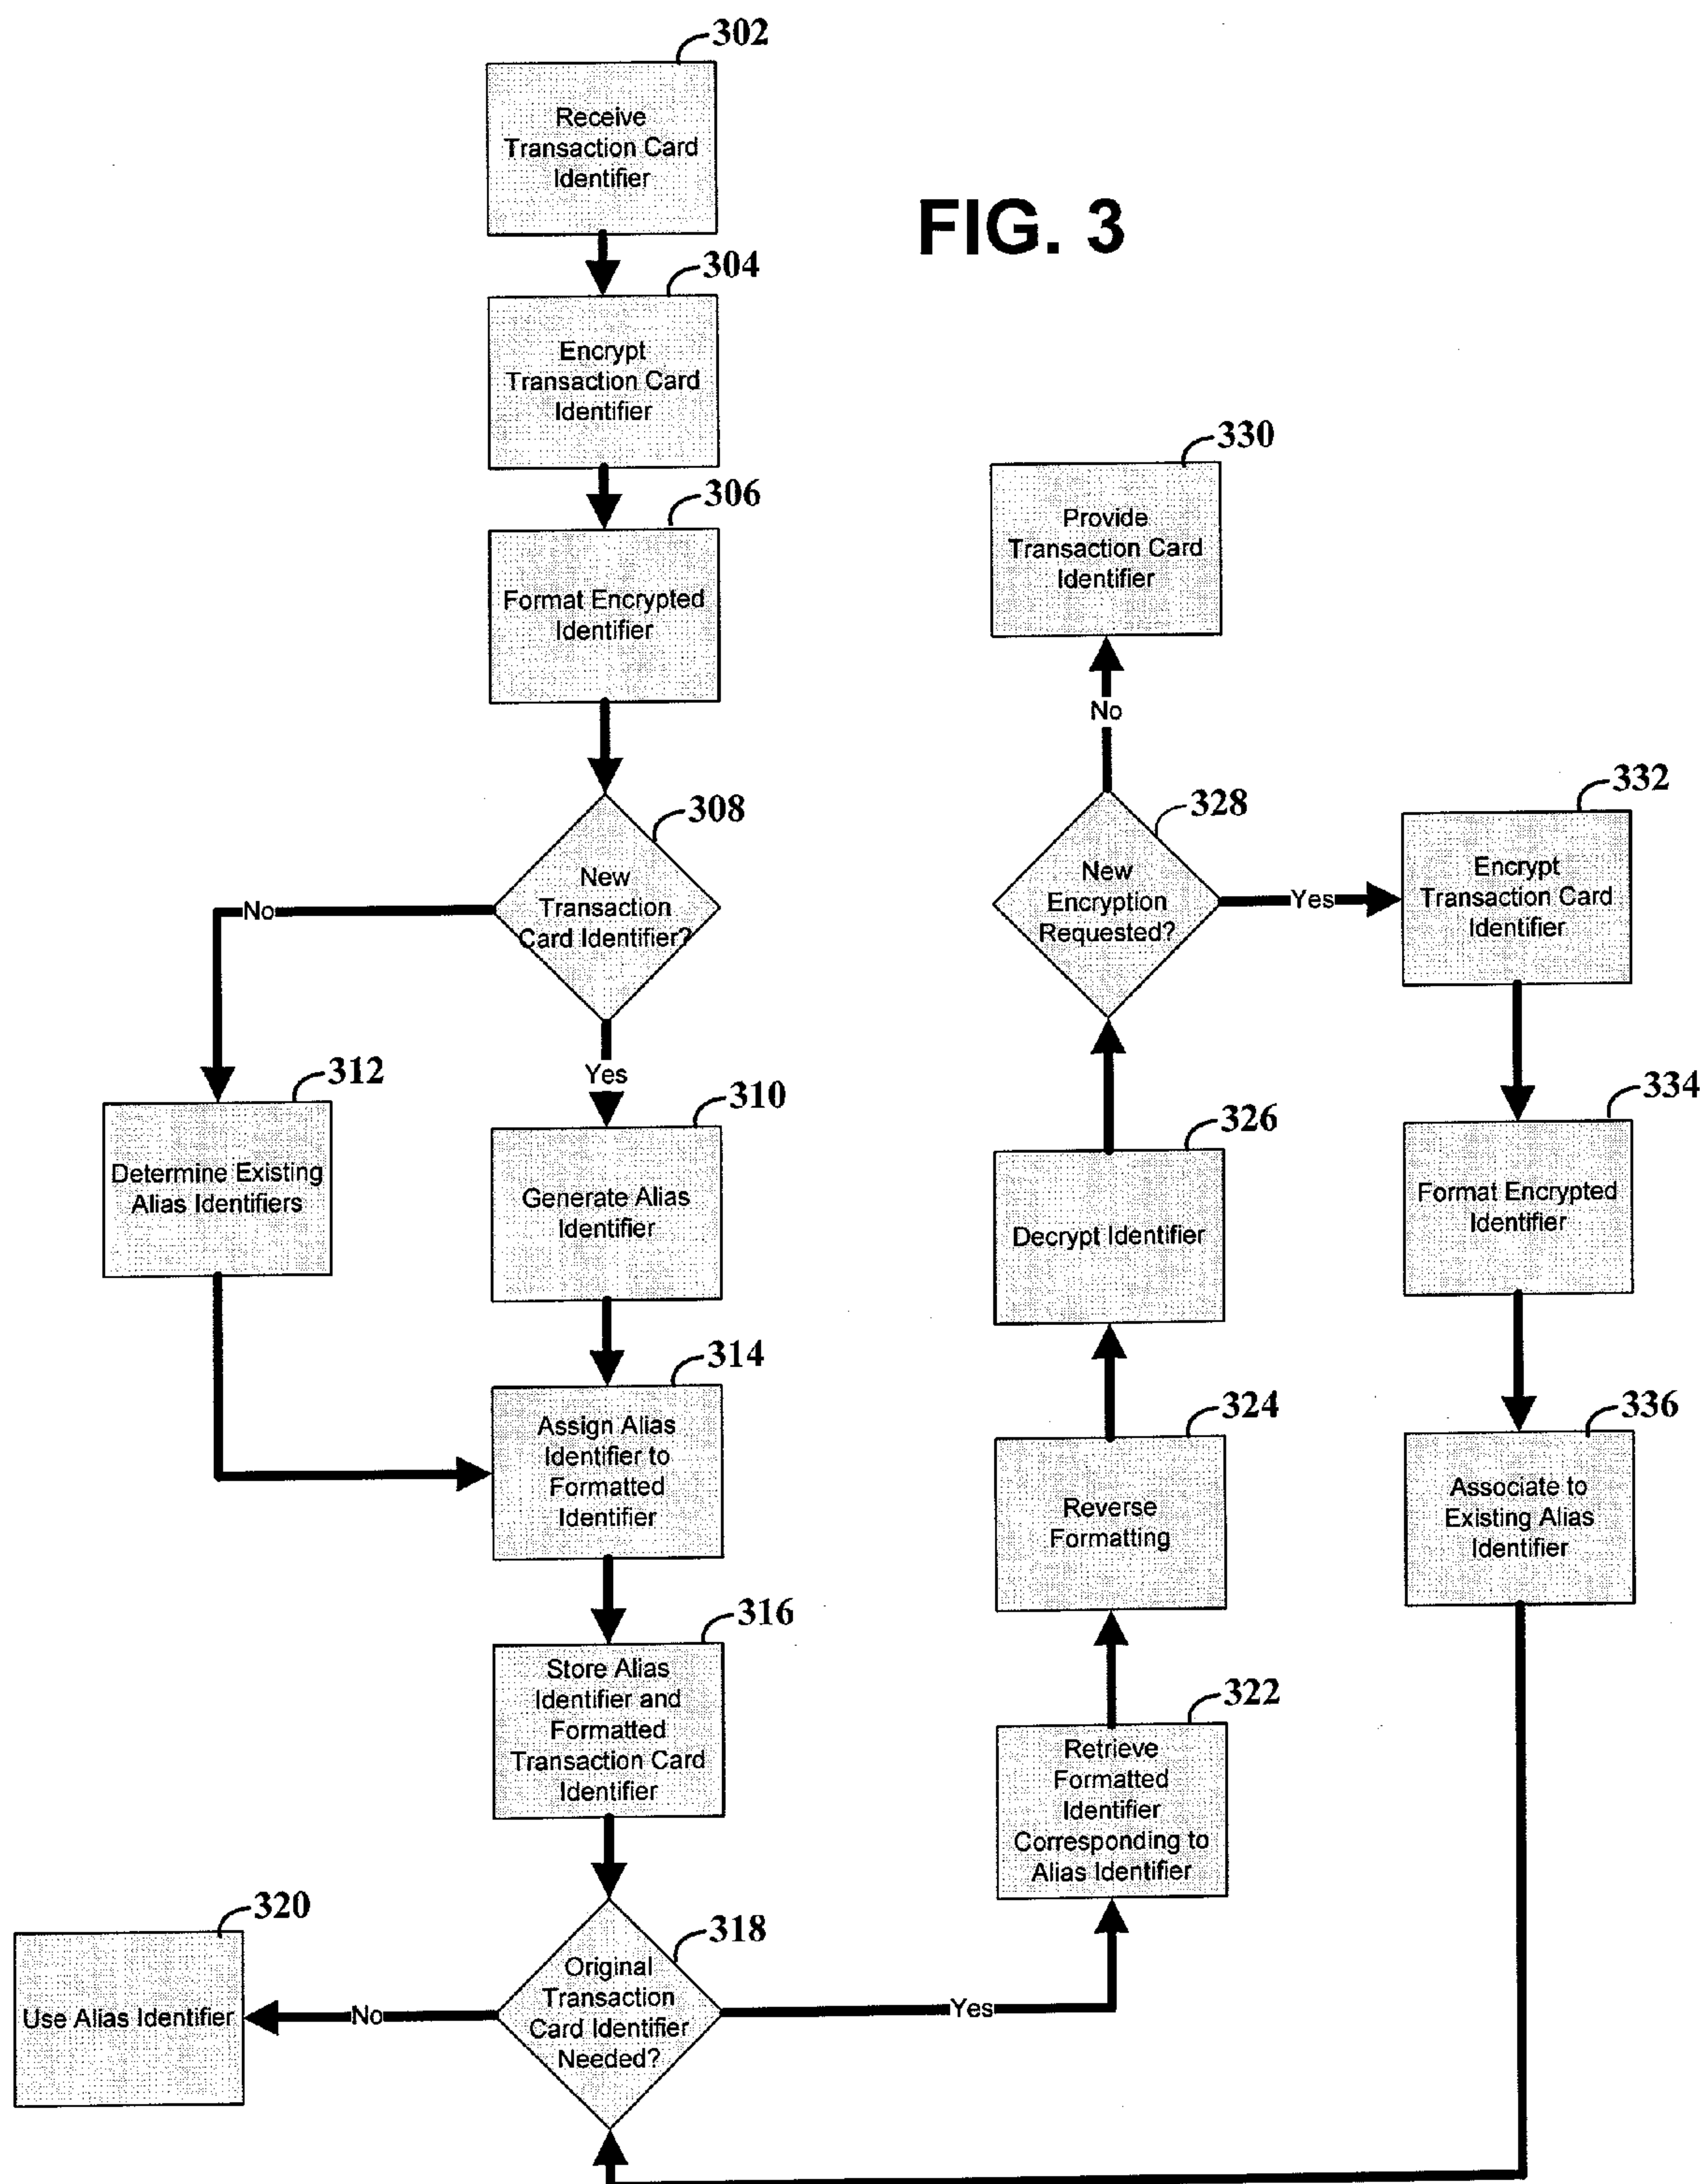 302
Receive
Transaction Card
Identifier
FIG. 3
304
Encrypt
Transaction Card
Identifier
306
Format Encrypted
Identifier
308
New
Transaction
Card Identifier?
No
Yes
312
Determine Existing
Alias Identifiers
310
Generate Alias
Identifier
314
Assign Alias
Identifier to
Formatted
Identifier
316
Store Alias
Identifier and
Formatted
Transaction Card
Identifier
318
Original
Transaction
Card Identifier
Needed?
No
320
Use Alias Identifier
Yes
322
Retrieve
Formatted
Identifier
Corresponding to
Alias Identifier
324
Reverse
Formatting
326
Decrypt Identifier
328
New
Encryption
Requested?
No
330
Provide
Transaction Card
Identifier
Yes
332
Encrypt
Transaction Card
Identifier
334
Format Encrypted
Identifier
336
Associate to
Existing Alias
Identifier